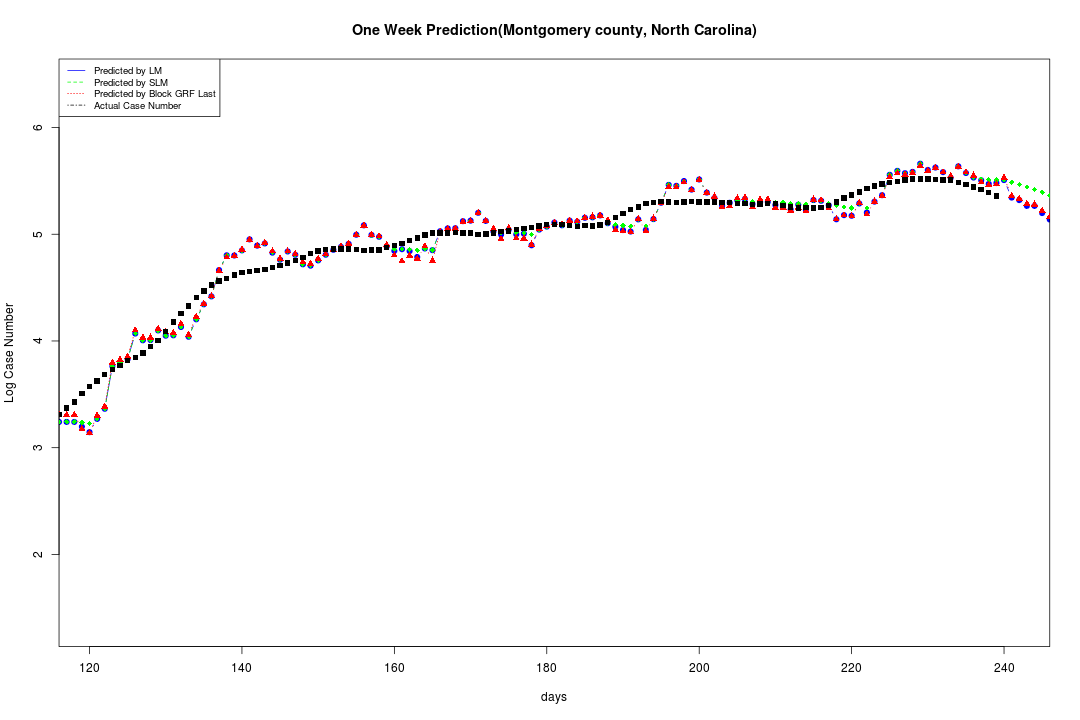 One Week Prediction(Montgomery county, North Carolina)
Predicted by LM
Predicted by SLM
Predicted by Block GRF Last
Actual Case Number
6
5
4
3
2
Log Case Number
120 140 160 180 200 220 240
days